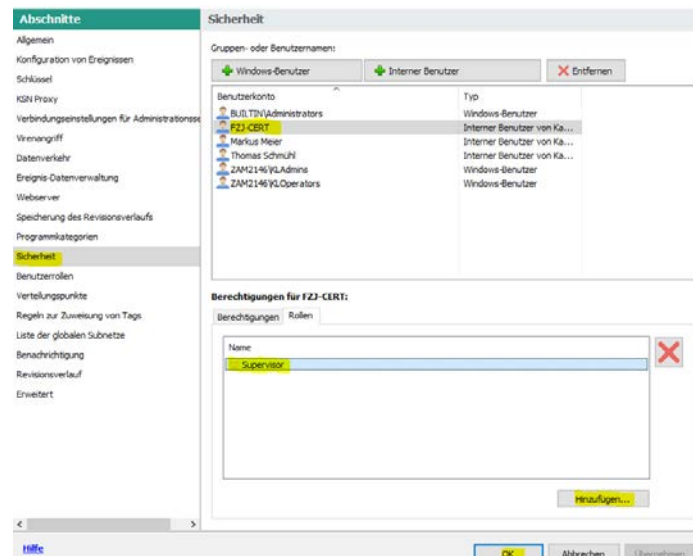 Abschnitte
Allgemein
Konfiguration von Ereignissen
Schlüssel
KSN Proxy
Verbindungseinstellungen für Administrationsse
Virenangriff
Datenverkehr
Ereignis-Datenverwaltung
Webserver
Speicherung des Revisionsverlaufs
Programmkategorien
Sicherheit
Benutzerrollen
Verteilungspunkte
Regeln zur Zuweisung von Tags
Liste der globalen Subnetze
Benachrichtigung
Revisionsverlauf
Erweitert
Hilfe
Sicherheit
Gruppen- oder Benutzernamen:
Windows-Benutzer Interner Benutzer Entfernen
Benutzerkonto Typ
BUILTIN\Administrators Windows-Benutzer
FZJ-CERT Interner Benutzer von Ka...
Markus Meier Interner Benutzer von Ka...
Thomas Schmühl Interner Benutzer von Ka...
ZAM2146\KLAdmins Windows-Benutzer
ZAM2146\KLOperators Windows-Benutzer
Berechtigungen für FZJ-CERT:
Berechtigungen Rollen
Name
Supervisor
Hinzufügen...
OK Abbrechen Übernehmen